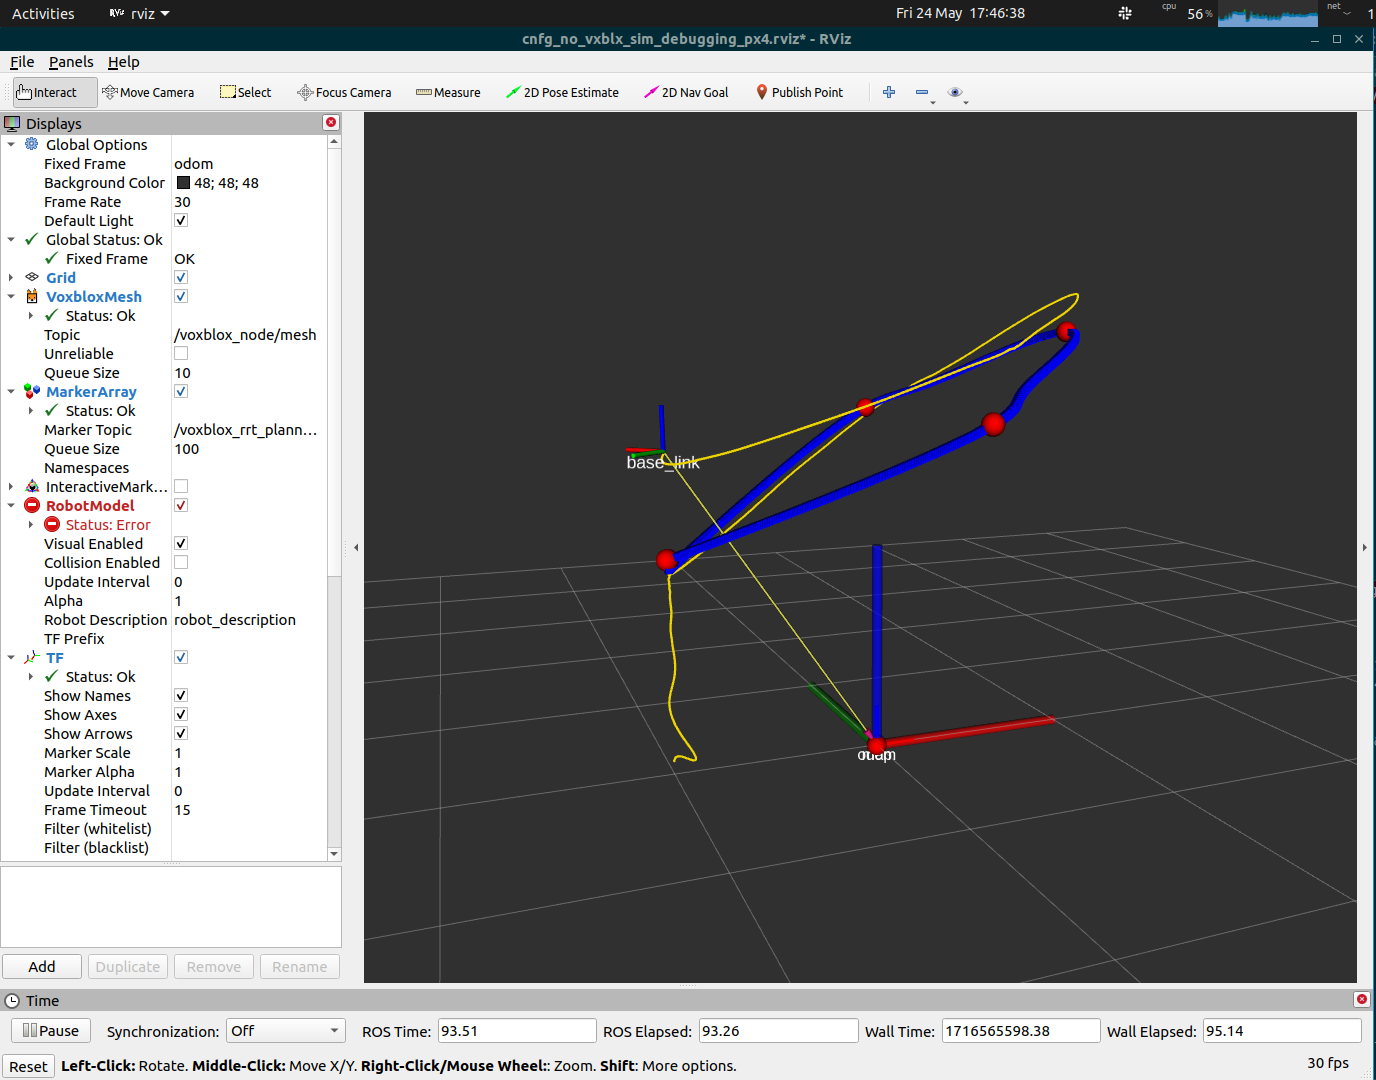 Activities RViz rviz Fri 24 May 17:46:38 cpu 56% net 1
cnfg_no_vxblx_sim_debugging_px4.rviz* - RViz
File Panels Help
Interact Move Camera Select Focus Camera Measure 2D Pose Estimate 2D Nav Goal Publish Point
Displays
Global Options
Fixed Frame odom
Background Color 48; 48; 48
Frame Rate 30
Default Light
Global Status: Ok
Fixed Frame OK
Grid
VoxbloxMesh
Status: Ok
Topic /voxblox_node/mesh
Unreliable
Queue Size 10
MarkerArray
Status: Ok
Marker Topic /voxblox_rrt_plann...
Queue Size 100
Namespaces
InteractiveMark...
RobotModel
Status: Error
Visual Enabled
Collision Enabled
Update Interval 0
Alpha 1
Robot Description robot_description
TF Prefix
TF
Status: Ok
Show Names
Show Axes
Show Arrows
Marker Scale 1
Marker Alpha 1
Update Interval 0
Frame Timeout 15
Filter (whitelist)
Filter (blacklist)
base_link
Add Duplicate Remove Rename
Time
Pause Synchronization: Off ROS Time: 93.51 ROS Elapsed: 93.26 Wall Time: 1716565598.38 Wall Elapsed: 95.14
Reset Left-Click: Rotate. Middle-Click: Move X/Y. Right-Click/Mouse Wheel:: Zoom. Shift: More options. 30 fps